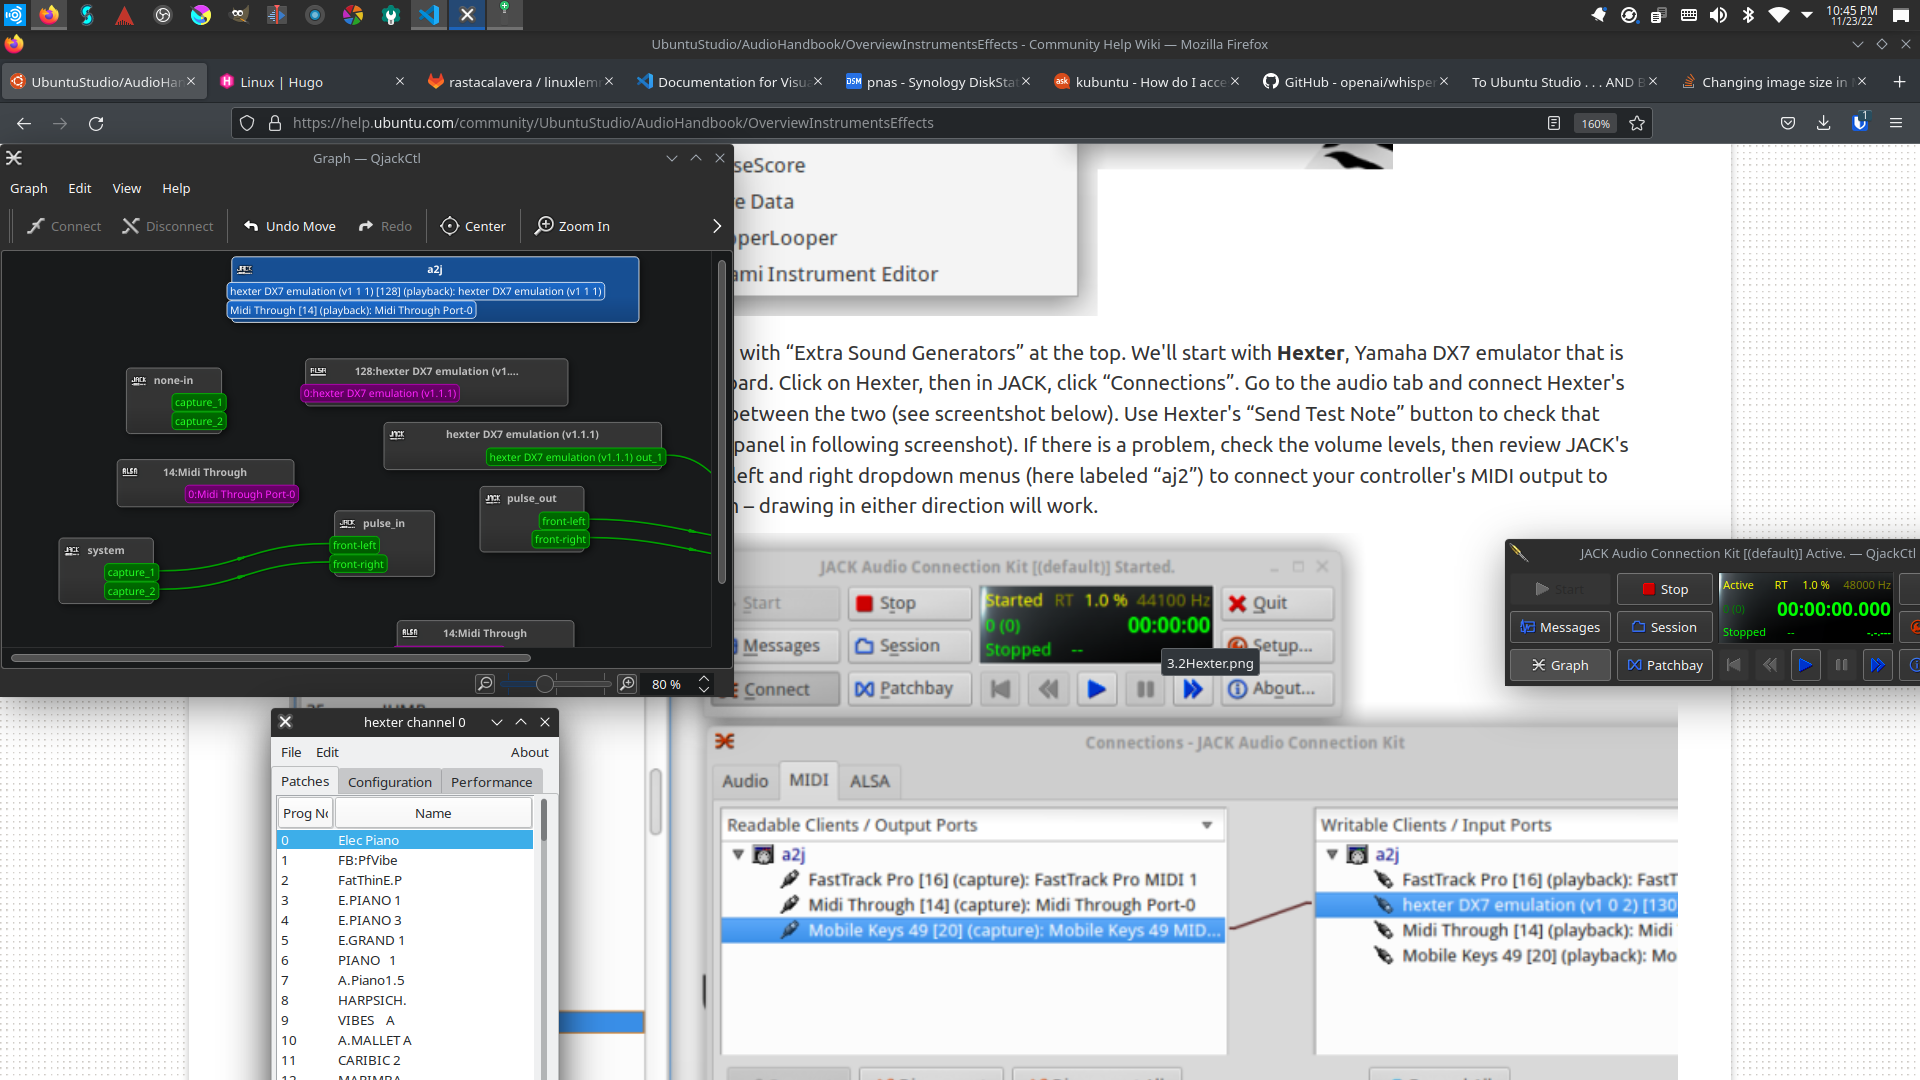 10:45 PM
11/23/22
UbuntuStudio/AudioHandbook/OverviewInstrumentsEffects - Community Help Wiki — Mozilla Firefox
UbuntuStudio/AudioHan
Linux | Hugo
rastacalavera / linuxlem
Documentation for Visua
DSM
pnas - Synology DiskSta
ask
kubuntu - How do I acce
GitHub - openai/whisper
To Ubuntu Studio . . . AND B
Changing image size in
https://help.ubuntu.com/community/UbuntuStudio/AudioHandbook/OverviewInstrumentsEffects
160%
1
Graph — QjackCtl
Graph Edit View Help
Connect Disconnect Undo Move Redo Center Zoom In
JACK a2j
hexter DX7 emulation (v1 1 1) [128] (playback): hexter DX7 emulation (v1 1 1)
Midi Through [14] (playback): Midi Through Port-0
JACK none-in
capture_1
capture_2
ALSA 128:hexter DX7 emulation (v1....
0:hexter DX7 emulation (v1.1.1)
JACK hexter DX7 emulation (v1.1.1)
hexter DX7 emulation (v1.1.1) out_1
ALSA 14:Midi Through
0:Midi Through Port-0
JACK pulse_out
front-left
front-right
JACK pulse_in
front-left
front-right
JACK system
capture_1
capture_2
ALSA 14:Midi Through
80 %
seScore
e Data
perLooper
ami Instrument Editor
with “Extra Sound Generators” at the top. We'll start with Hexter, Yamaha DX7 emulator that is
ard. Click on Hexter, then in JACK, click “Connections”. Go to the audio tab and connect Hexter's
between the two (see screentshot below). Use Hexter's “Send Test Note” button to check that
panel in following screenshot). If there is a problem, check the volume levels, then review JACK's
left and right dropdown menus (here labeled “aj2”) to connect your controller's MIDI output to
n – drawing in either direction will work.
JACK Audio Connection Kit [(default)] Started.
Start Stop Started RT 1.0 % 44100 Hz Quit
0 (0) 00:00:00
Messages Session Stopped -- Setup...
3.2Hexter.png
Connect Patchbay About...
JACK Audio Connection Kit [(default)] Active. — QjackCtl
Start Stop Active RT 1.0 % 48000 Hz
0 (0) 00:00:00.000
Messages Session Stopped -- -.-.---
Graph Patchbay
Connections - JACK Audio Connection Kit
Audio MIDI ALSA
Readable Clients / Output Ports
a2j
FastTrack Pro [16] (capture): FastTrack Pro MIDI 1
Midi Through [14] (capture): Midi Through Port-0
Mobile Keys 49 [20] (capture): Mobile Keys 49 MID...
Writable Clients / Input Ports
a2j
FastTrack Pro [16] (playback): FastT
hexter DX7 emulation (v1 0 2) [130
Midi Through [14] (playback): Midi
Mobile Keys 49 [20] (playback): Mo
hexter channel 0
File Edit About
Patches Configuration Performance
Prog No Name
0 Elec Piano
1 FB:PfVibe
2 FatThinE.P
3 E.PIANO 1
4 E.PIANO 3
5 E.GRAND 1
6 PIANO 1
7 A.Piano1.5
8 HARPSICH.
9 VIBES A
10 A.MALLET A
11 CARIBIC 2
12 MARIMBA